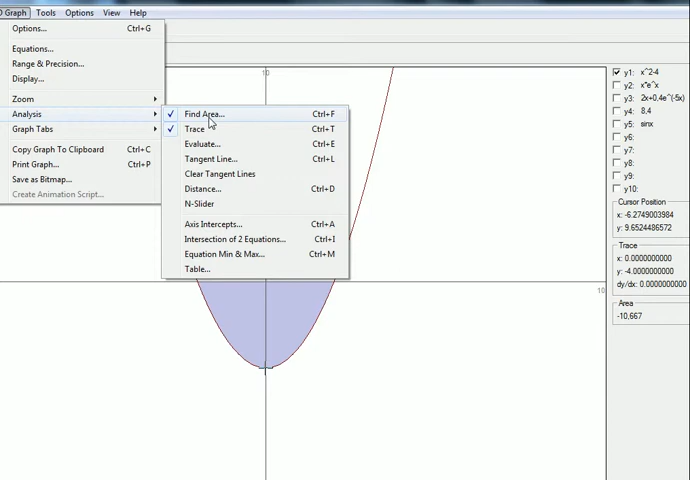 D Graph Tools Options View Help
Options... Ctrl+G
Equations...
Range & Precision...
Display...
Zoom
Analysis
Graph Tabs
Copy Graph To Clipboard Ctrl+C
Print Graph... Ctrl+P
Save as Bitmap...
Create Animation Script...
Find Area... Ctrl+F
Trace Ctrl+T
Evaluate... Ctrl+E
Tangent Line... Ctrl+L
Clear Tangent Lines
Distance... Ctrl+D
N-Slider
Axis Intercepts... Ctrl+A
Intersection of 2 Equations... Ctrl+I
Equation Min & Max... Ctrl+M
Table...
10
10
y1: x^2-4
y2: x*e^x
y3: 2x+0,4e^(-5x)
y4: 8,4
y5: sinx
y6:
y7:
y8:
y9:
y10:
Cursor Position
x: -6.2749003984
y: 9.6524486572
Trace
x: 0.0000000000
y: -4.0000000000
dy/dx: 0.0000000000
Area
-10,667